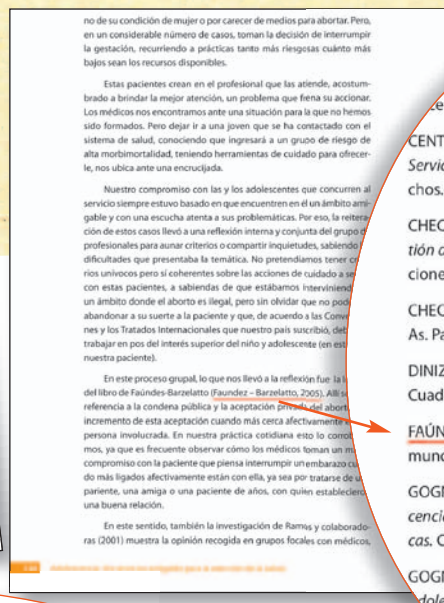 no de su condición de mujer o por carecer de medios para abortar. Pero,
en un considerable número de casos, toman la decisión de interrumpir
la gestación, recurriendo a prácticas tanto más riesgosas cuánto más
bajos sean los recursos disponibles.
Estas pacientes crean en el profesional que las atiende, acostum-
brado a brindar la mejor atención, un problema que frena su accionar.
Los médicos nos encontramos ante una situación para la que no hemos
sido formados. Pero dejar ir a una joven que se ha contactado con el
sistema de salud, conociendo que ingresará a un grupo de riesgo de
alta morbimortalidad, teniendo herramientas de cuidado para ofrecer-
le, nos ubica ante una encrucijada.
Nuestro compromiso con las y los adolescentes que concurren al
servicio siempre estuvo basado en que encuentren en él un ámbito ami-
gable y con una escucha atenta a sus problemáticas. Por eso, la reitera-
ción de estos casos llevó a una reflexión interna y conjunta del grupo d
profesionales para aunar criterios o compartir inquietudes, sabiendo l
dificultades que presentaba la temática. No pretendíamos tener cr
rios unívocos pero sí coherentes sobre las acciones de cuidado a se
con estas pacientes, a sabiendas de que estábamos interviniend
un ámbito donde el aborto es ilegal, pero sin olvidar que no pod
abandonar a su suerte a la paciente y que, de acuerdo a las Conve
nes y los Tratados Internacionales que nuestro país suscribió, deb
trabajar en pos del interés superior del niño y adolescente (en est
nuestra paciente).
En este proceso grupal, lo que nos llevó a la reflexión fue la l
del libro de Faúndes-Barzelatto (Faundez – Barzelatto, 2005). Allí s
referencia a la condena pública y la aceptación privada del abort
incremento de esta aceptación cuando más cerca afectivamente e
persona involucrada. En nuestra práctica cotidiana esto lo corrob
mos, ya que es frecuente observar cómo los médicos toman un m
compromiso con la paciente que piensa interrumpir un embarazo cu
do más ligados afectivamente están con ella, ya sea por tratarse de u
pariente, una amiga o una paciente de años, con quien establecierо
una buena relación.
En este sentido, también la investigación de Ramos y colaborado-
ras (2001) muestra la opinión recogida en grupos focales con médicos,
CENT
Servic
chos.
CHEC
tión d
cione
CHEC
As. Pa
DINIZ
Cuad
FAÚN
mund
GOGN
cencia
cas. C
GOGN